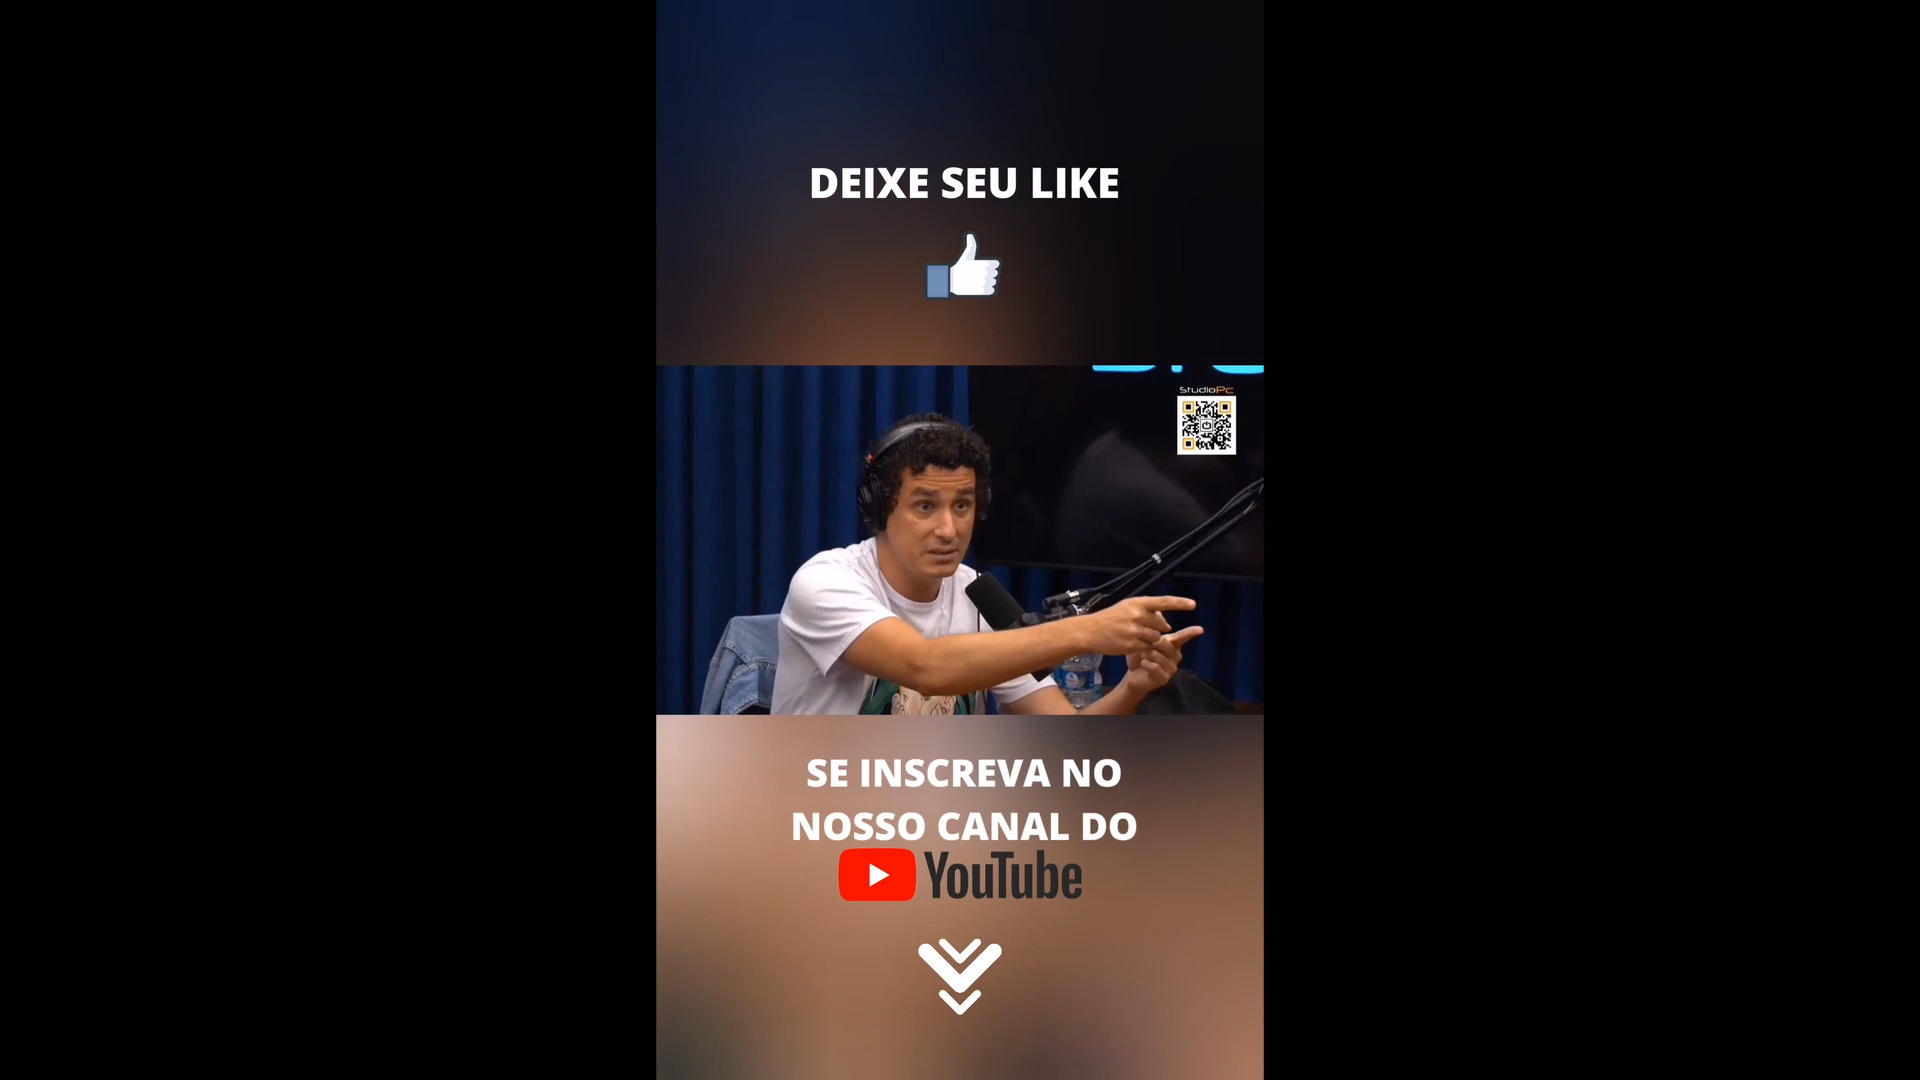 DEIXE SEU LIKE
StudioPc
SE INSCREVA NO
NOSSO CANAL DO
YouTube